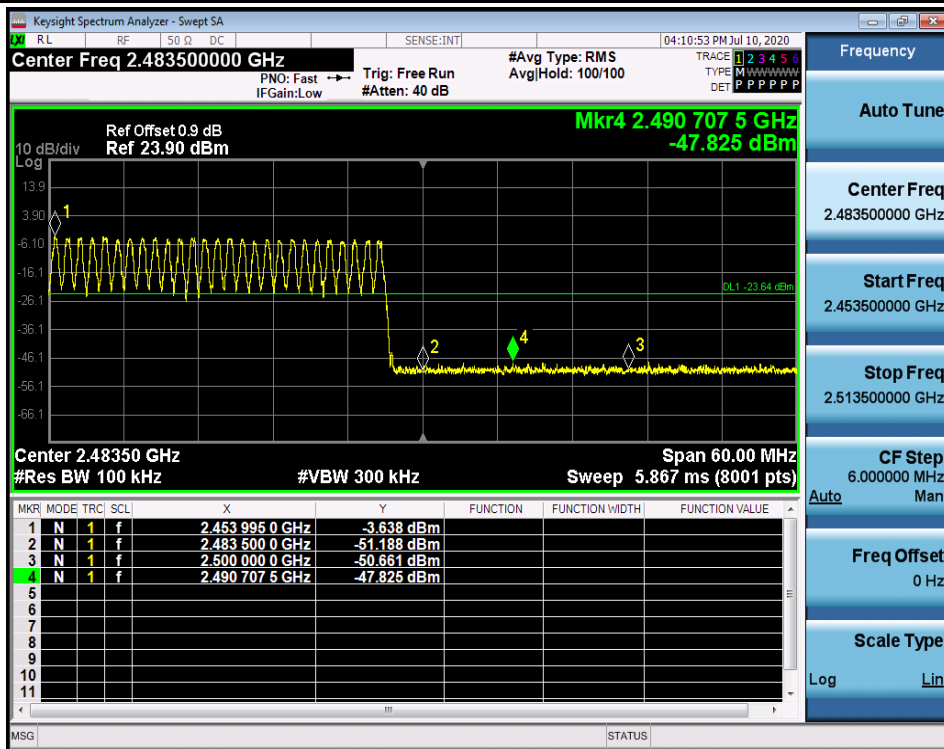 Keysight Spectrum Analyzer - Swept SA
LXI RL RF 50 Ω DC SENSE:INT 04:10:53 PM Jul 10, 2020
Center Freq 2.483500000 GHz
PNO: Fast
IFGain:Low
Trig: Free Run
#Atten: 40 dB
#Avg Type: RMS
Avg|Hold: 100/100
TRACE 1 2 3 4 5 6
TYPE M W W W W W
DET P P P P P P
Mkr4 2.490 707 5 GHz
-47.825 dBm
Ref Offset 0.9 dB
10 dB/div Ref 23.90 dBm
Log
13.9
3.90
-6.10
-16.1
-26.1
-36.1
-46.1
-56.1
-66.1
1
2
4
3
DL1 -23.64 dBm
Center 2.48350 GHz Span 60.00 MHz
#Res BW 100 kHz #VBW 300 kHz Sweep 5.867 ms (8001 pts)
MKR MODE TRC SCL X Y FUNCTION FUNCTION WIDTH FUNCTION VALUE
1 N 1 f 2.453 995 0 GHz -3.638 dBm
2 N 1 f 2.483 500 0 GHz -51.188 dBm
3 N 1 f 2.500 000 0 GHz -50.661 dBm
4 N 1 f 2.490 707 5 GHz -47.825 dBm
5
6
7
8
9
10
11
MSG STATUS
Frequency
Auto Tune
Center Freq
2.483500000 GHz
Start Freq
2.453500000 GHz
Stop Freq
2.513500000 GHz
CF Step
6.000000 MHz
Auto Man
Freq Offset
0 Hz
Scale Type
Log Lin